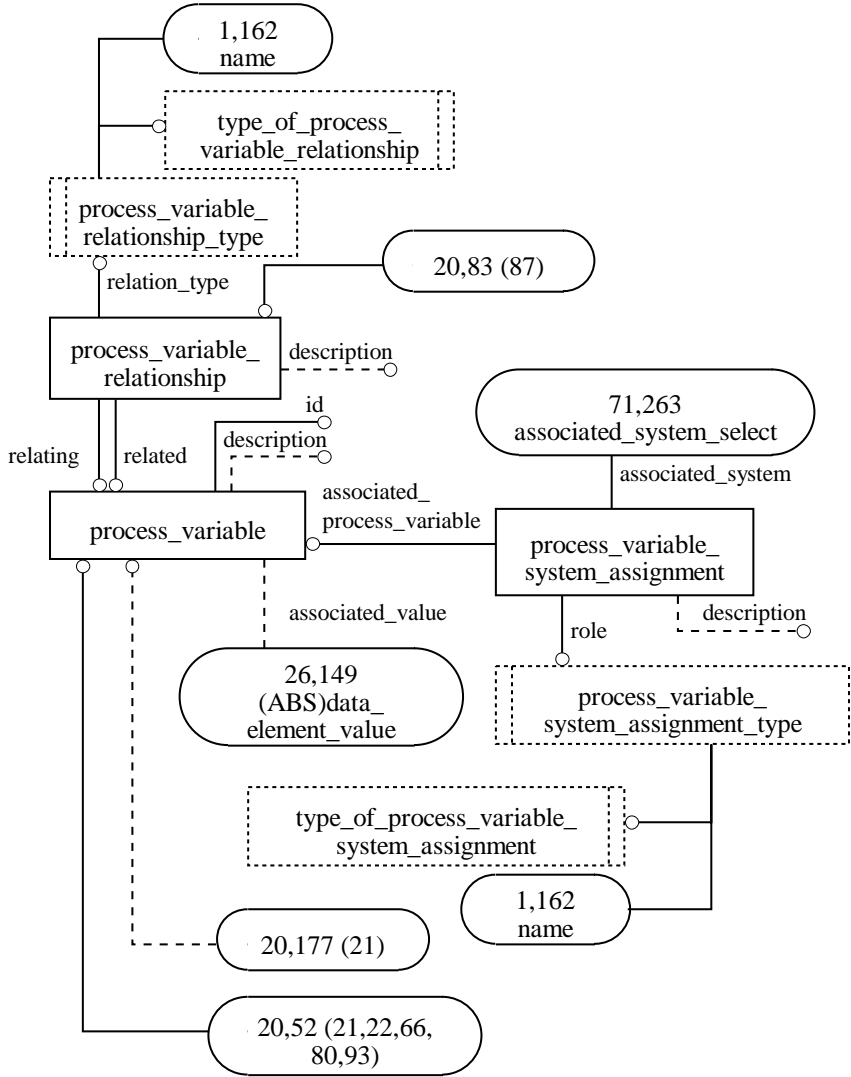 1,162
name
type_of_process_
variable_relationship
process_variable_
relationship_type
relation_type
20,83 (87)
process_variable_
relationship
description
id
description
relating
related
71,263
associated_system_select
associated_system
associated_
process_variable
process_variable
process_variable_
system_assignment
associated_value
role
description
26,149
(ABS)data_
element_value
process_variable_
system_assignment_type
type_of_process_variable_
system_assignment
1,162
name
20,177 (21)
20,52 (21,22,66,
80,93)